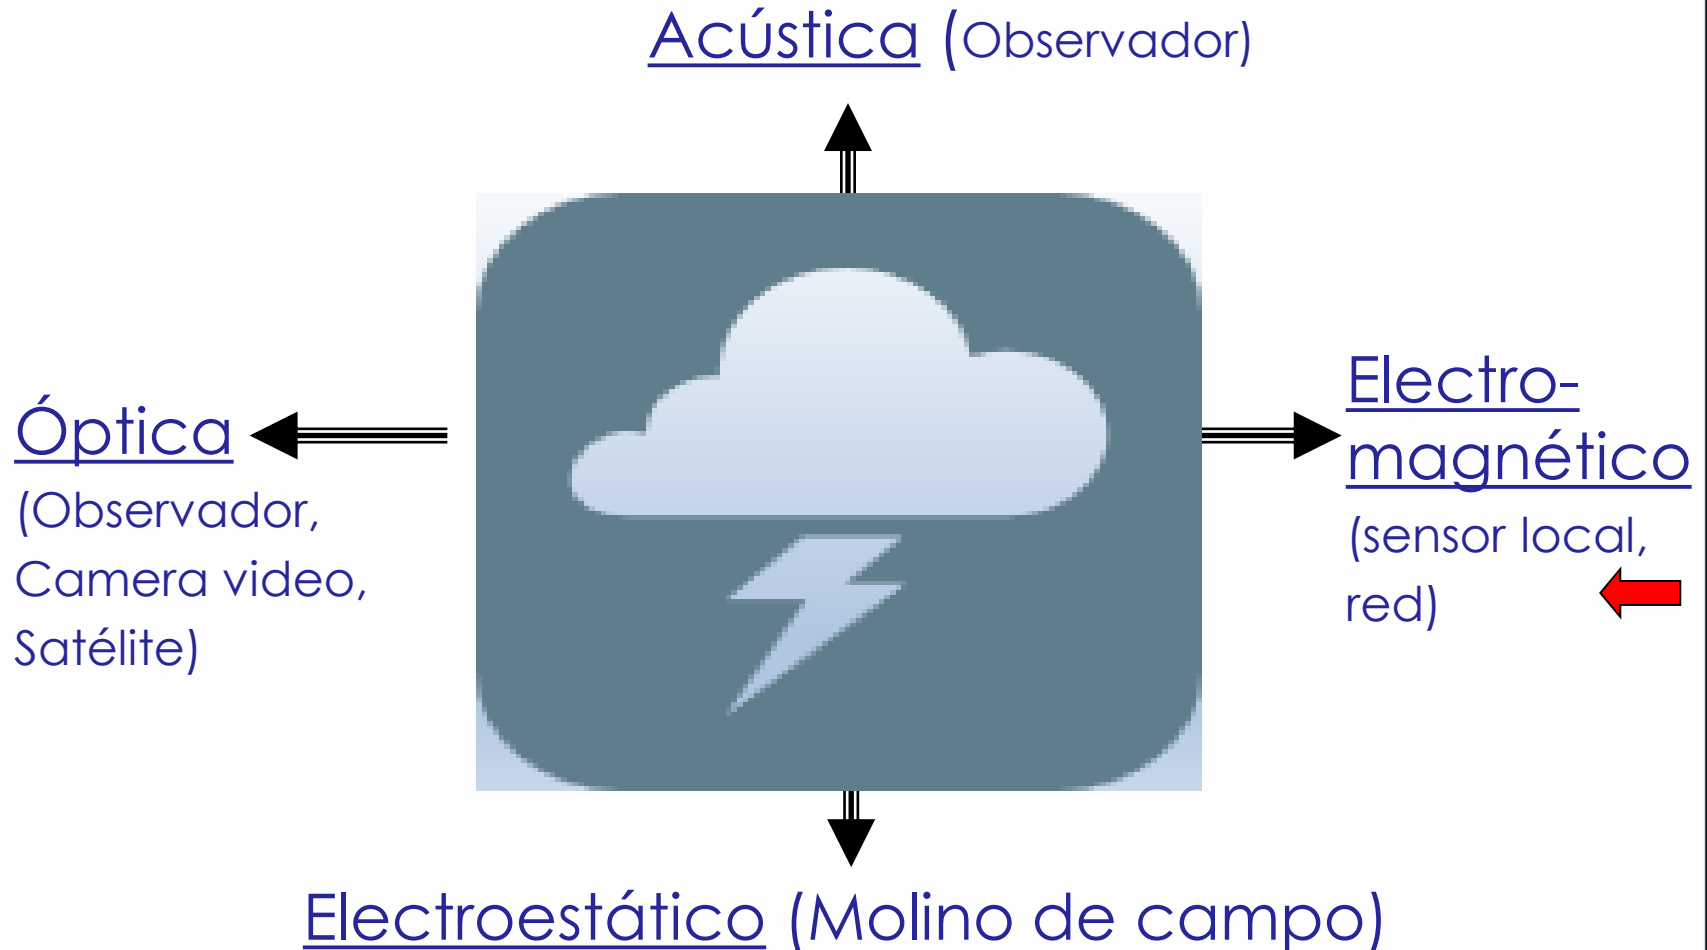 Acústica (Observador)
Óptica
(Observador,
Camera video,
Satélite)
Electro-
magnético
(sensor local,
red)
Electroestático (Molino de campo)